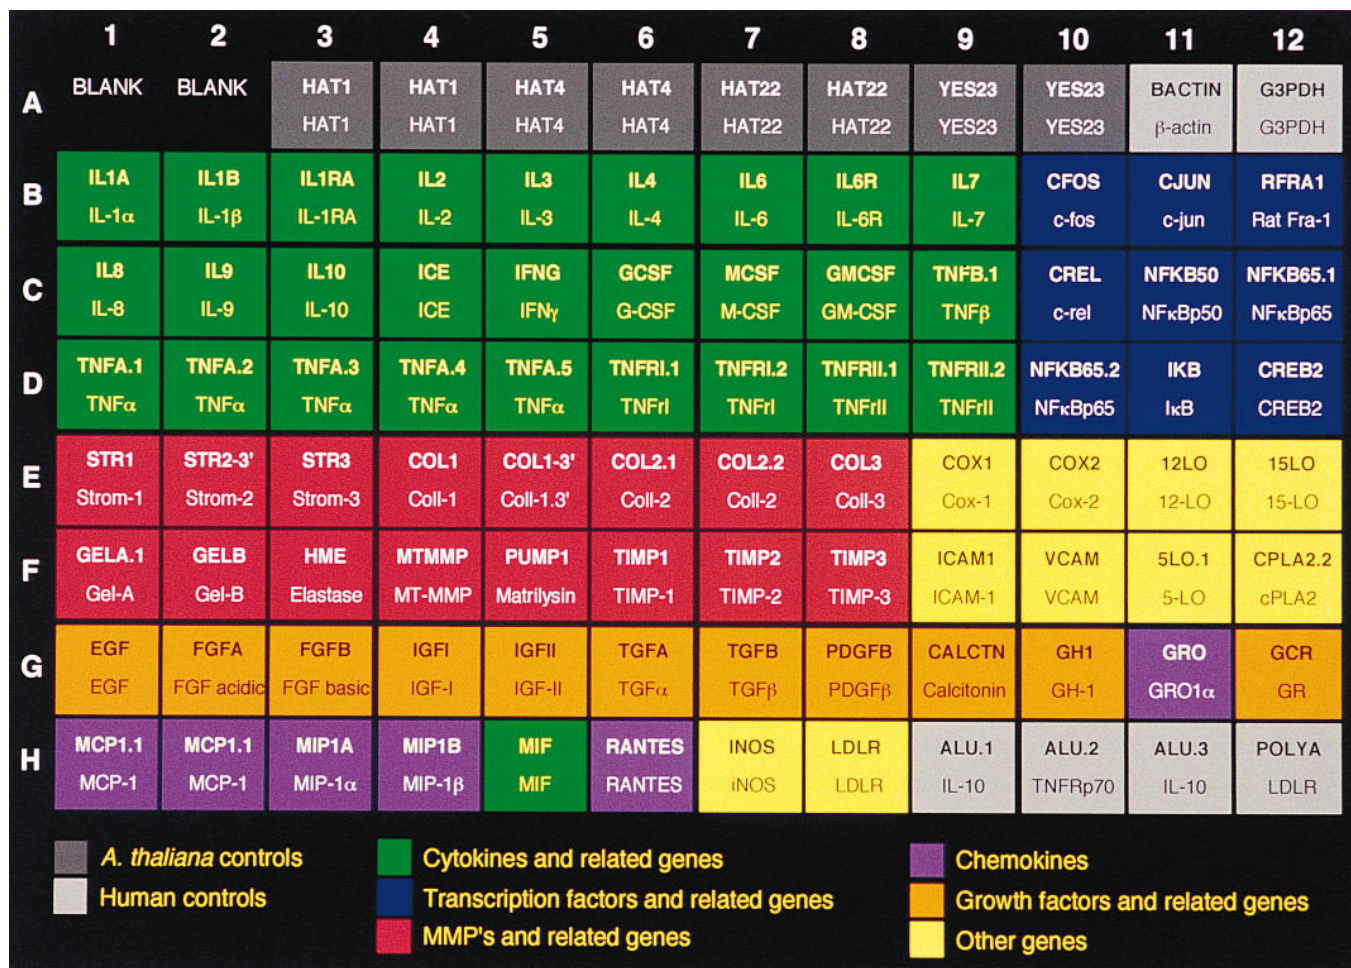 1 2 3 4 5 6 7 8 9 10 11 12
A BLANK BLANK HAT1 HAT1 HAT4 HAT4 HAT22 HAT22 YES23 YES23 BACTIN G3PDH
HAT1 HAT1 HAT4 HAT4 HAT22 HAT22 YES23 YES23 β-actin G3PDH
B IL1A IL1B IL1RA IL2 IL3 IL4 IL6 IL6R IL7 CFOS CJUN RFRA1
IL-1α IL-1β IL-1RA IL-2 IL-3 IL-4 IL-6 IL-6R IL-7 c-fos c-jun Rat Fra-1
C IL8 IL9 IL10 ICE IFNG GCSF MCSF GMCSF TNFB.1 CREL NFKB50 NFKB65.1
IL-8 IL-9 IL-10 ICE IFNγ G-CSF M-CSF GM-CSF TNFβ c-rel NFκBp50 NFκBp65
D TNFA.1 TNFA.2 TNFA.3 TNFA.4 TNFA.5 TNFRI.1 TNFRI.2 TNFRII.1 TNFRII.2 NFKB65.2 IKB CREB2
TNFα TNFα TNFα TNFα TNFα TNFrI TNFrI TNFrII TNFrII NFκBp65 IκB CREB2
E STR1 STR2-3' STR3 COL1 COL1-3' COL2.1 COL2.2 COL3 COX1 COX2 12LO 15LO
Strom-1 Strom-2 Strom-3 Coll-1 Coll-1.3' Coll-2 Coll-2 Coll-3 Cox-1 Cox-2 12-LO 15-LO
F GELA.1 GELB HME MTMMP PUMP1 TIMP1 TIMP2 TIMP3 ICAM1 VCAM 5LO.1 CPLA2.2
Gel-A Gel-B Elastase MT-MMP Matrilysin TIMP-1 TIMP-2 TIMP-3 ICAM-1 VCAM 5-LO cPLA2
G EGF FGFA FGFB IGFI IGFII TGFA TGFB PDGFB CALCTN GH1 GRO GCR
EGF FGF acidic FGF basic IGF-I IGF-II TGFα TGFβ PDGFβ Calcitonin GH-1 GRO1α GR
H MCP1.1 MCP1.1 MIP1A MIP1B MIF RANTES INOS LDLR ALU.1 ALU.2 ALU.3 POLYA
MCP-1 MCP-1 MIP-1α MIP-1β MIF RANTES iNOS LDLR IL-10 TNFRp70 IL-10 LDLR
A. thaliana controls
Human controls
Cytokines and related genes
Transcription factors and related genes
MMP's and related genes
Chemokines
Growth factors and related genes
Other genes